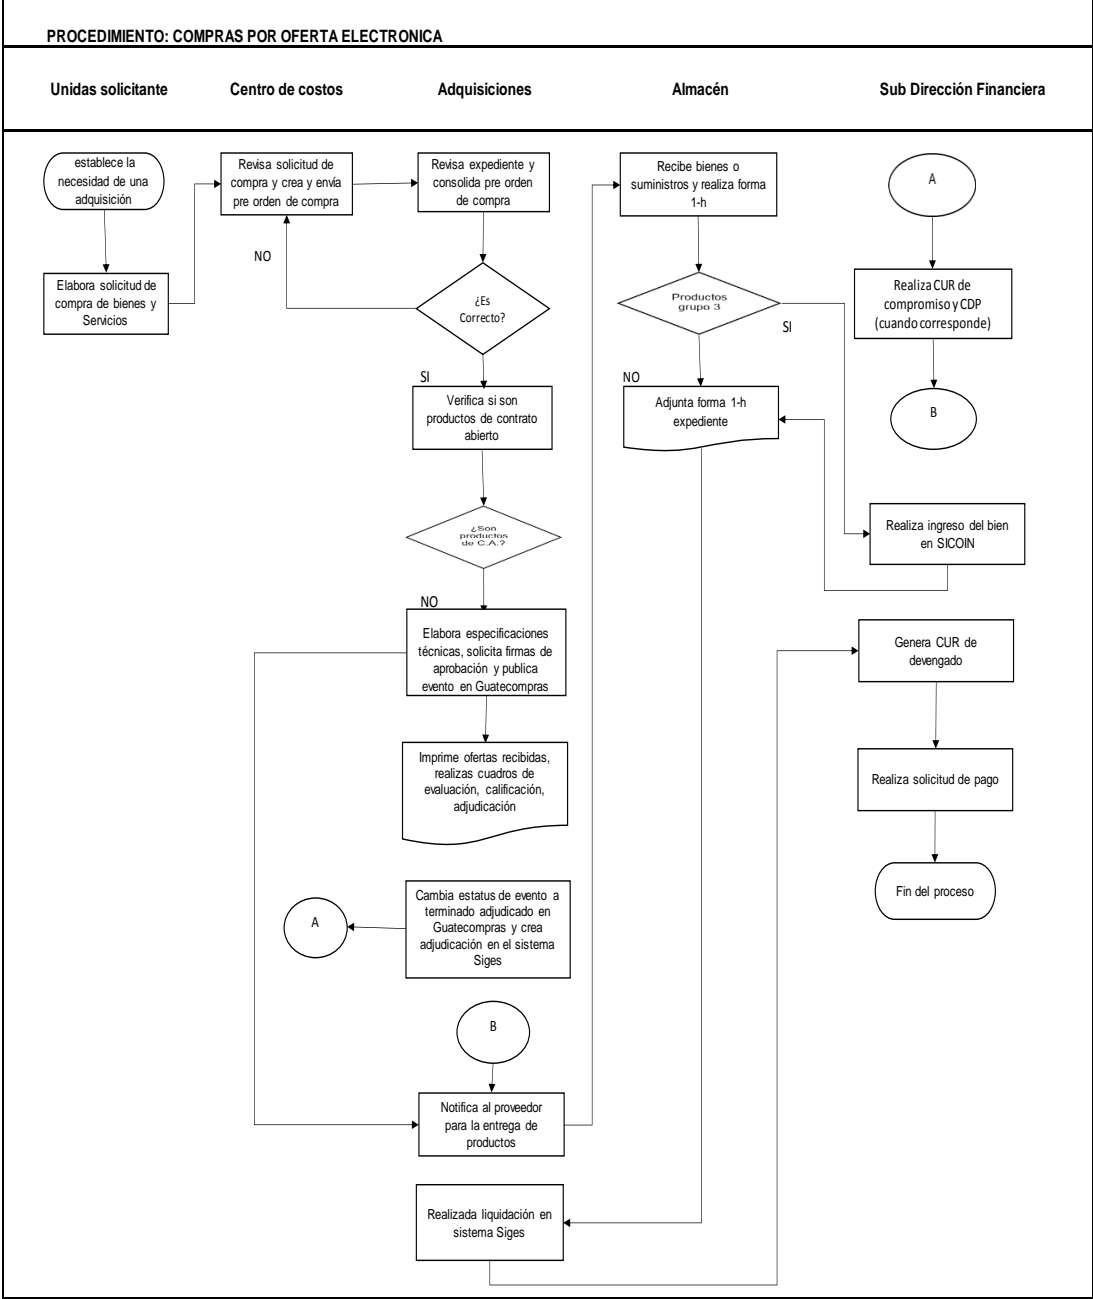 PROCEDIMIENTO: COMPRAS POR OFERTA ELECTRONICA
Unidas solicitante
Centro de costos
Adquisiciones
Almacén
Sub Dirección Financiera
establece la
necesidad de una
adquisición
Elabora solicitud de
compra de bienes y
Servicios
Revisa solicitud de
compra y crea y envía
pre orden de compra
NO
Revisa expediente y
consolida pre orden
de compra
¿Es
Correcto?
SI
Verifica si son
productos de contrato
abierto
¿Son
productos
de C.A.?
NO
Elabora especificaciones
técnicas, solicita firmas de
aprobación y publica
evento en Guatecompras
Imprime ofertas recibidas,
realizas cuadros de
evaluación, calificación,
adjudicación
Cambia estatus de evento a
terminado adjudicado en
Guatecompras y crea
adjudicación en el sistema
Siges
A
B
Notifica al proveedor
para la entrega de
productos
Realizada liquidación en
sistema Siges
Recibe bienes o
suministros y realiza forma
1-h
Productos
grupo 3
SI
NO
Adjunta forma 1-h
expediente
A
Realiza CUR de
compromiso y CDP
(cuando corresponde)
B
Realiza ingreso del bien
en SICOIN
Genera CUR de
devengado
Realiza solicitud de pago
Fin del proceso